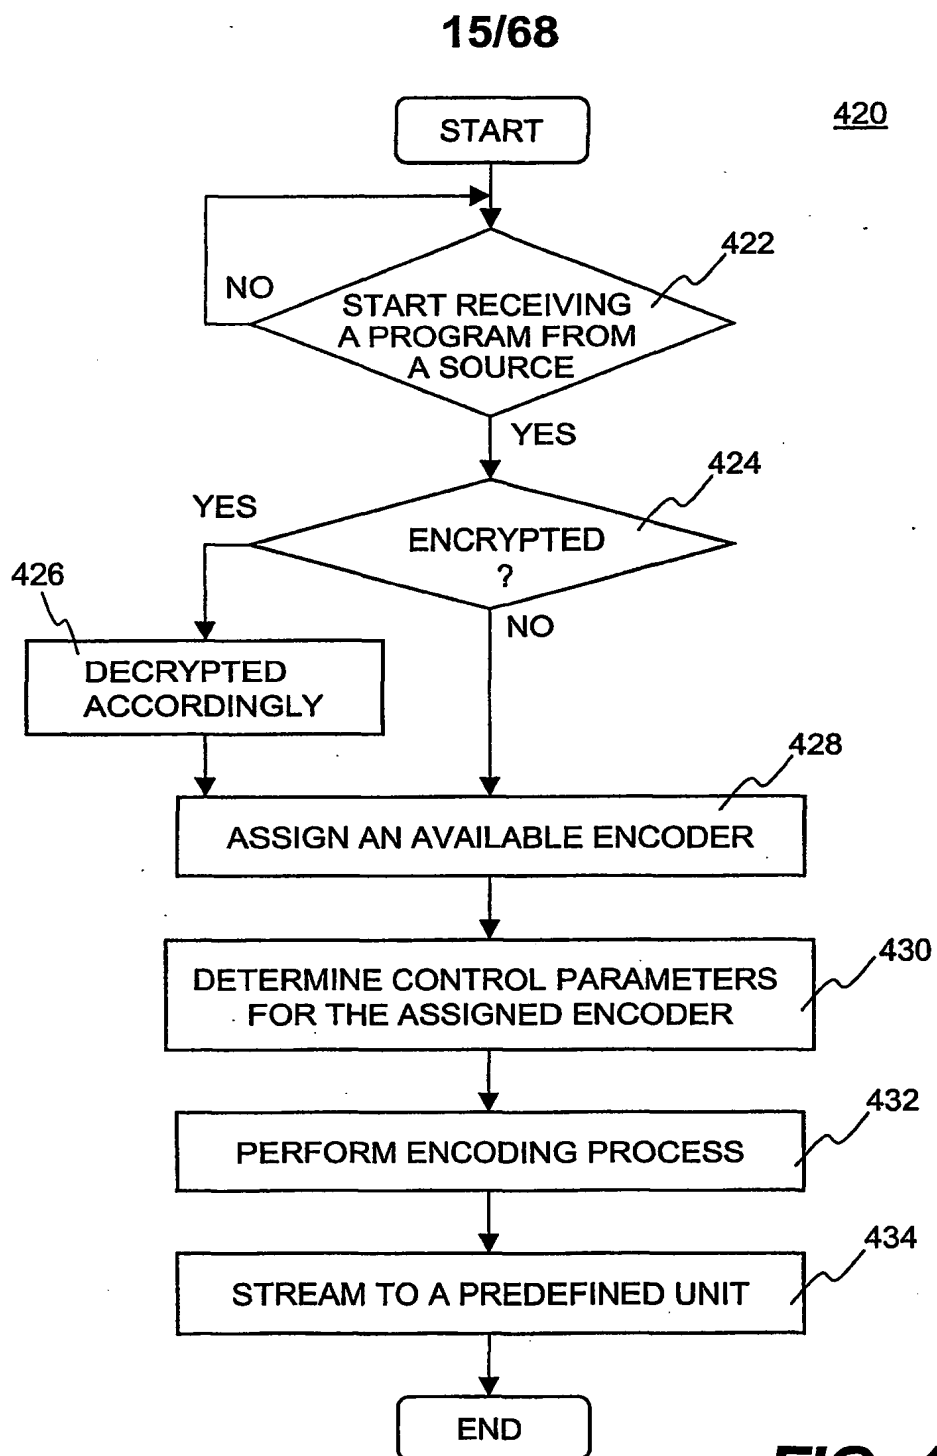 15/68
420
START
422
NO
START RECEIVING
A PROGRAM FROM
A SOURCE
YES
424
YES
ENCRYPTED
?
426
NO
DECRYPTED
ACCORDINGLY
428
ASSIGN AN AVAILABLE ENCODER
430
DETERMINE CONTROL PARAMETERS
FOR THE ASSIGNED ENCODER
432
PERFORM ENCODING PROCESS
434
STREAM TO A PREDEFINED UNIT
END